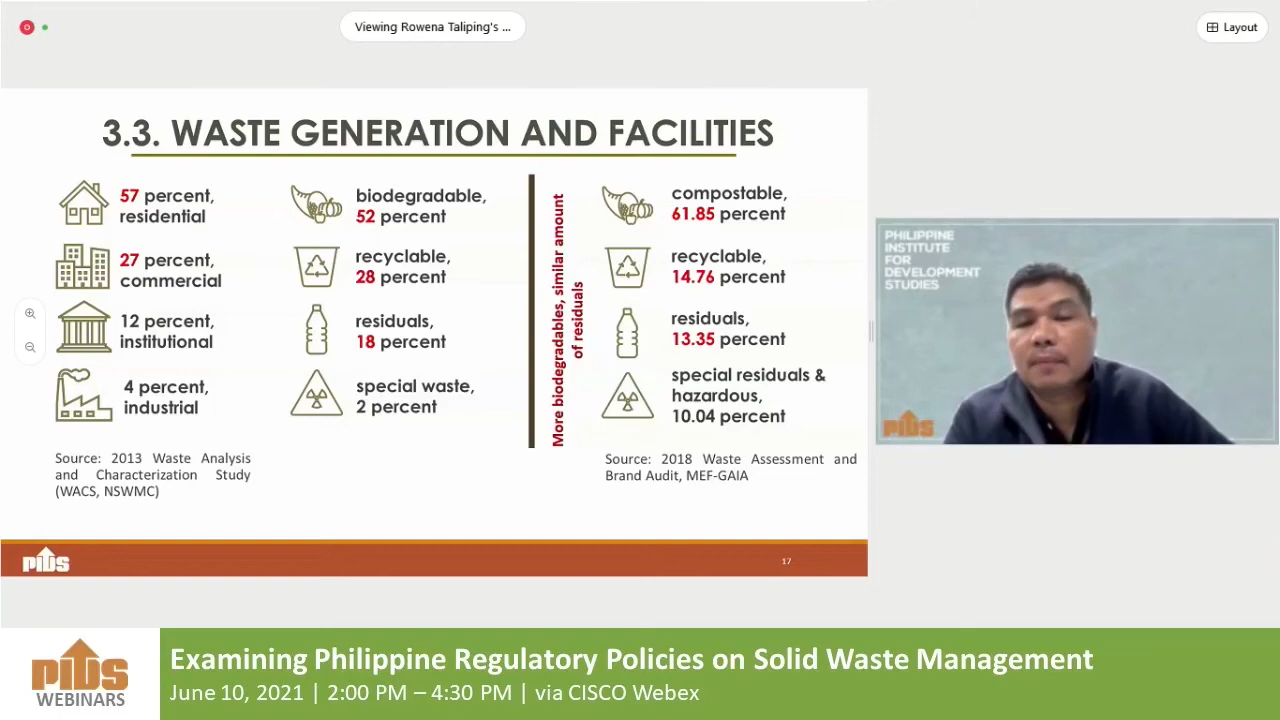 Viewing Rowena Taliping's ...
Layout
3.3. WASTE GENERATION AND FACILITIES
57 percent,
residential
27 percent,
commercial
12 percent,
institutional
4 percent,
industrial
Source: 2013 Waste Analysis
and Characterization Study
(WACS, NSWMC)
biodegradable,
52 percent
recyclable,
28 percent
residuals,
18 percent
special waste,
2 percent
More biodegradables, similar amount
of residuals
compostable,
61.85 percent
recyclable,
14.76 percent
residuals,
13.35 percent
special residuals &
hazardous,
10.04 percent
Source: 2018 Waste Assessment and
Brand Audit, MEF-GAIA
PIDS
17
PHILIPPINE
INSTITUTE
FOR
DEVELOPMENT
STUDIES
PIDS
PIDS
WEBINARS
Examining Philippine Regulatory Policies on Solid Waste Management
June 10, 2021 | 2:00 PM – 4:30 PM | via CISCO Webex